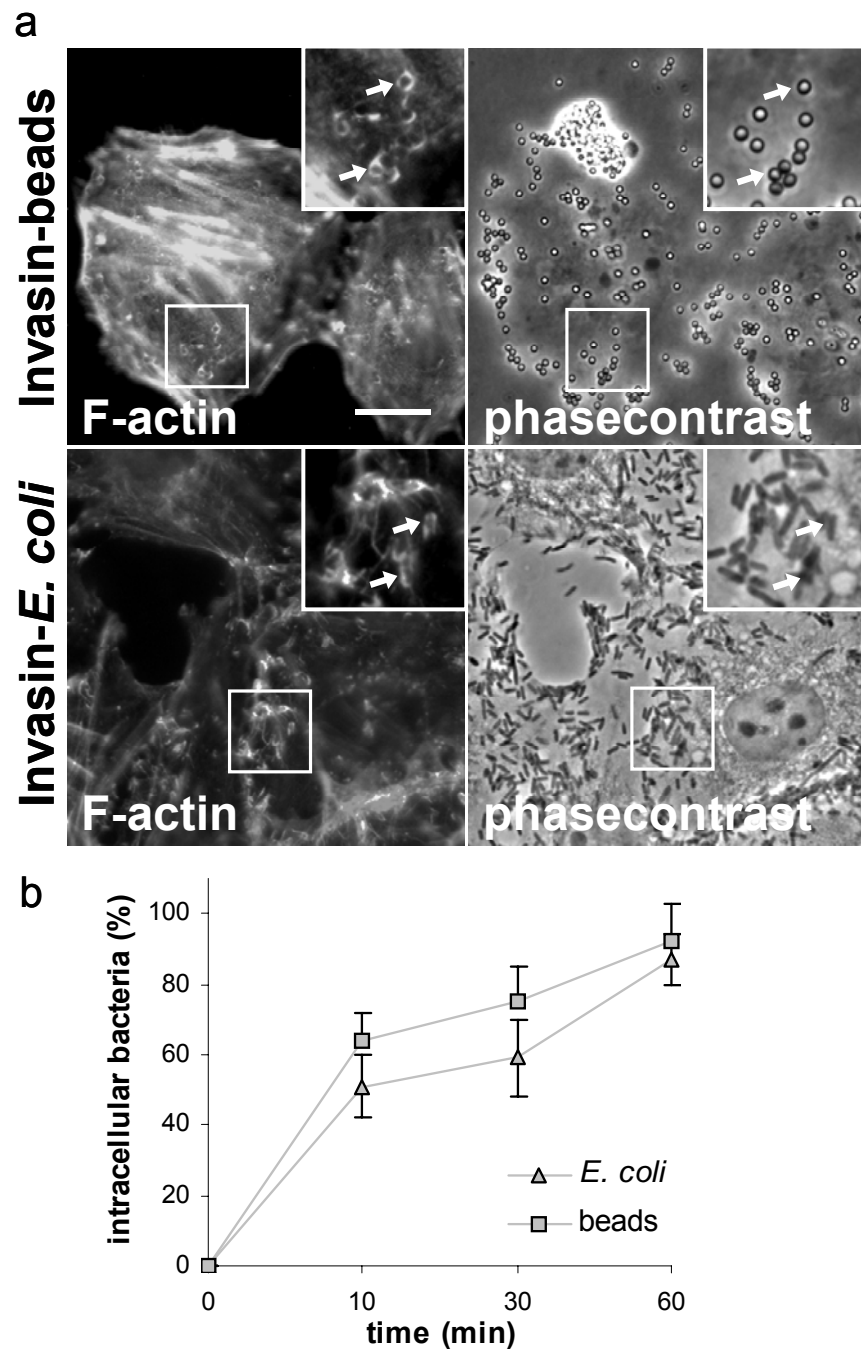 a
Invasin-beads
F-actin
phasecontrast
Invasin-E. coli
F-actin
phasecontrast
b
intracellular bacteria (%)
100
80
60
40
20
0
E. coli
beads
0 10 30 60
time (min)